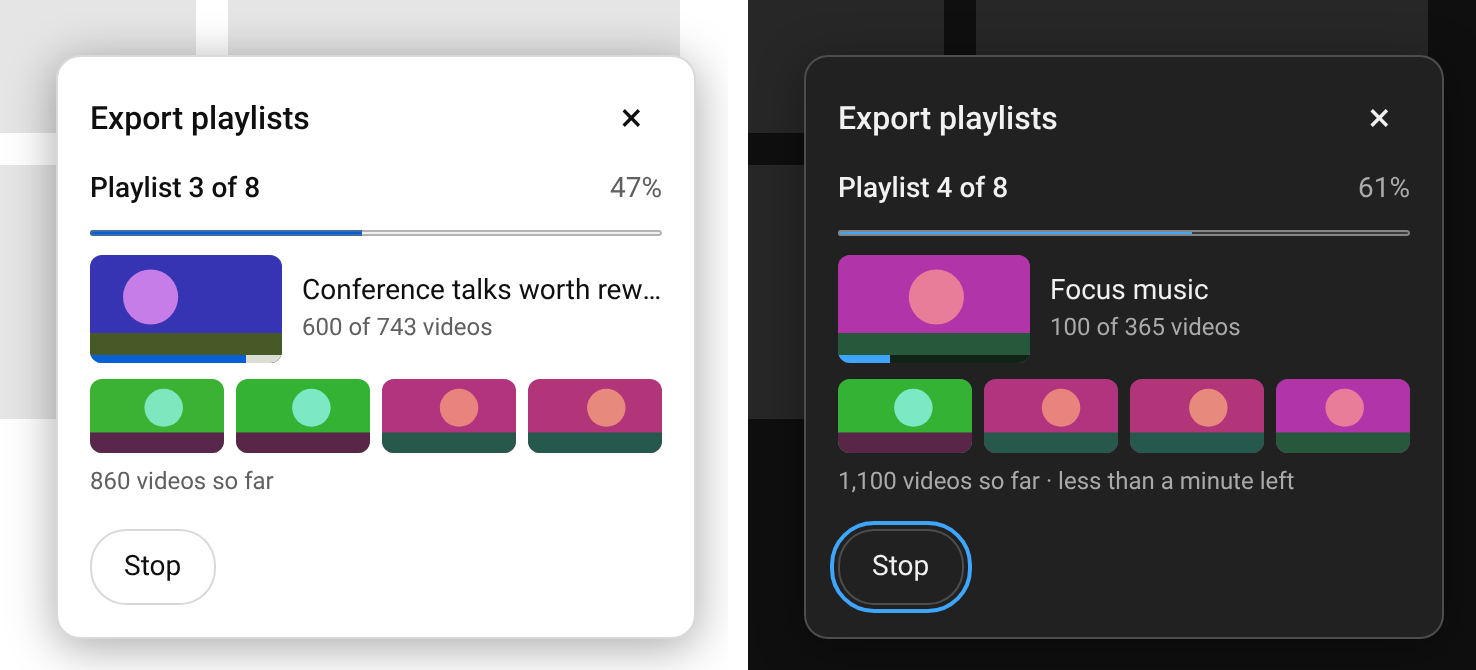 Export playlists
Playlist 3 of 8
47%
Conference talks worth rew…
600 of 743 videos
860 videos so far
Stop
Export playlists
Playlist 4 of 8
61%
Focus music
100 of 365 videos
1,100 videos so far · less than a minute left
Stop